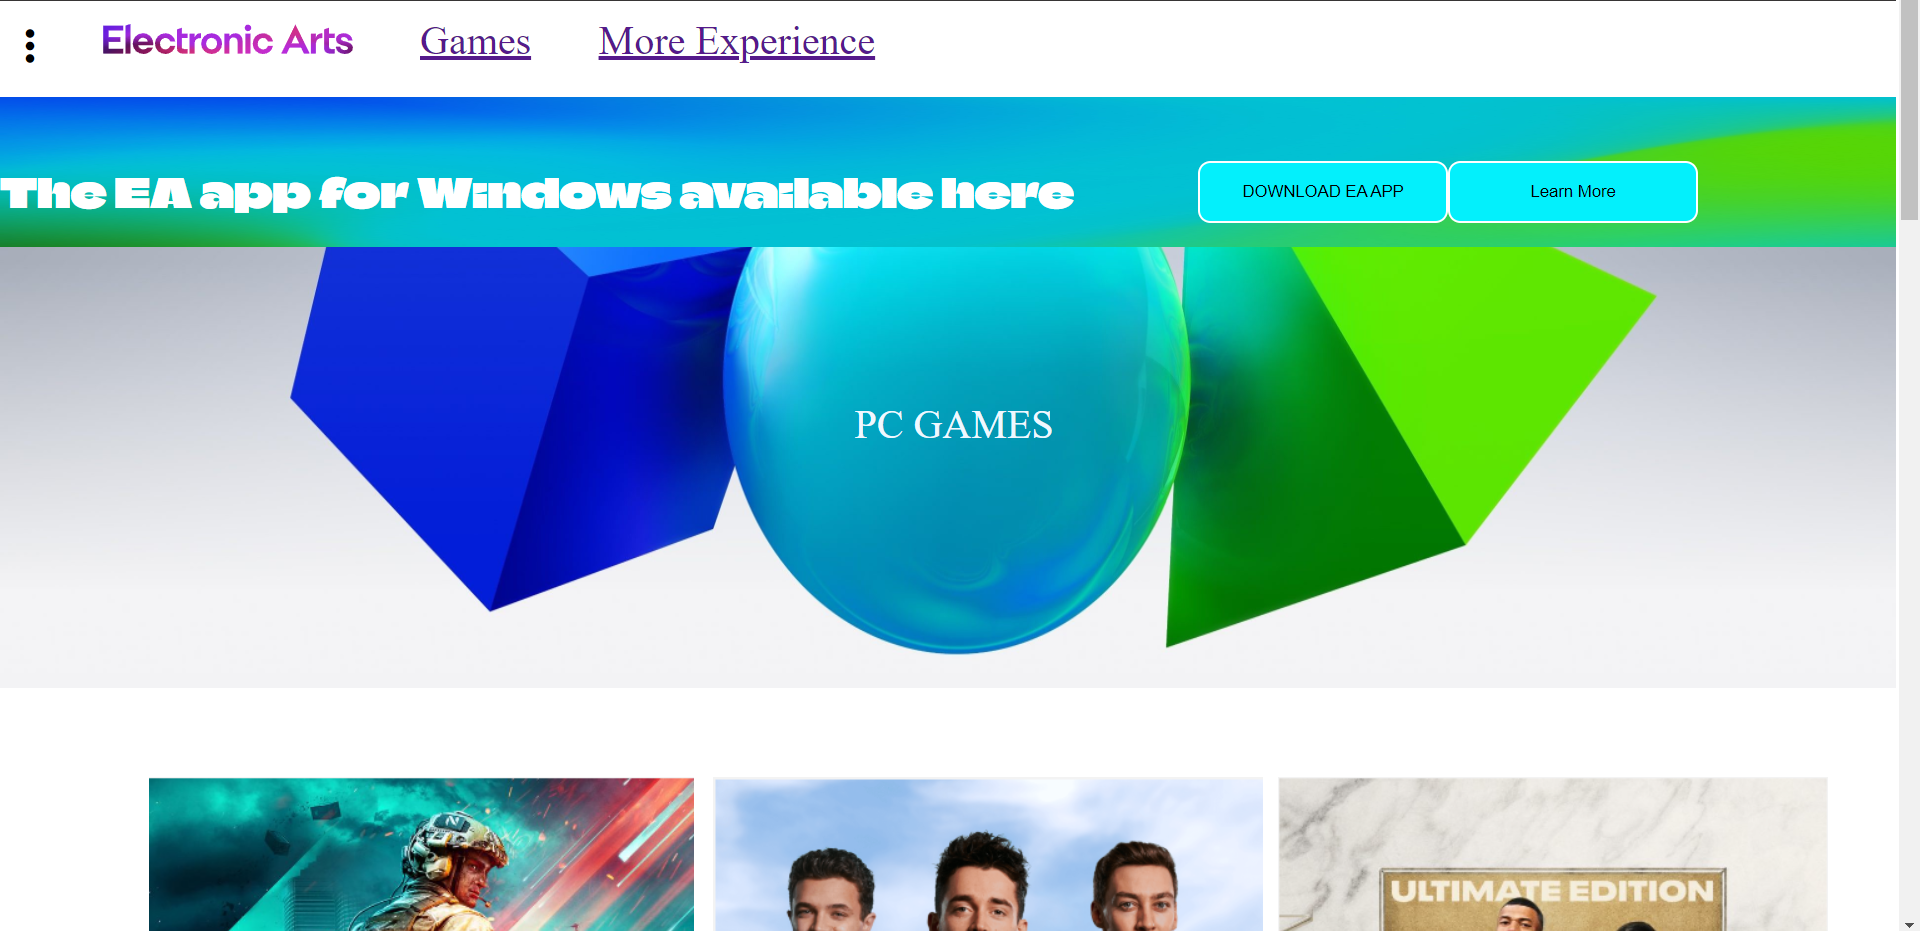 Electronic Arts
Games
More Experience
The EA app for Windows available here
DOWNLOAD EA APP
Learn More
PC GAMES
ULTIMATE EDITION